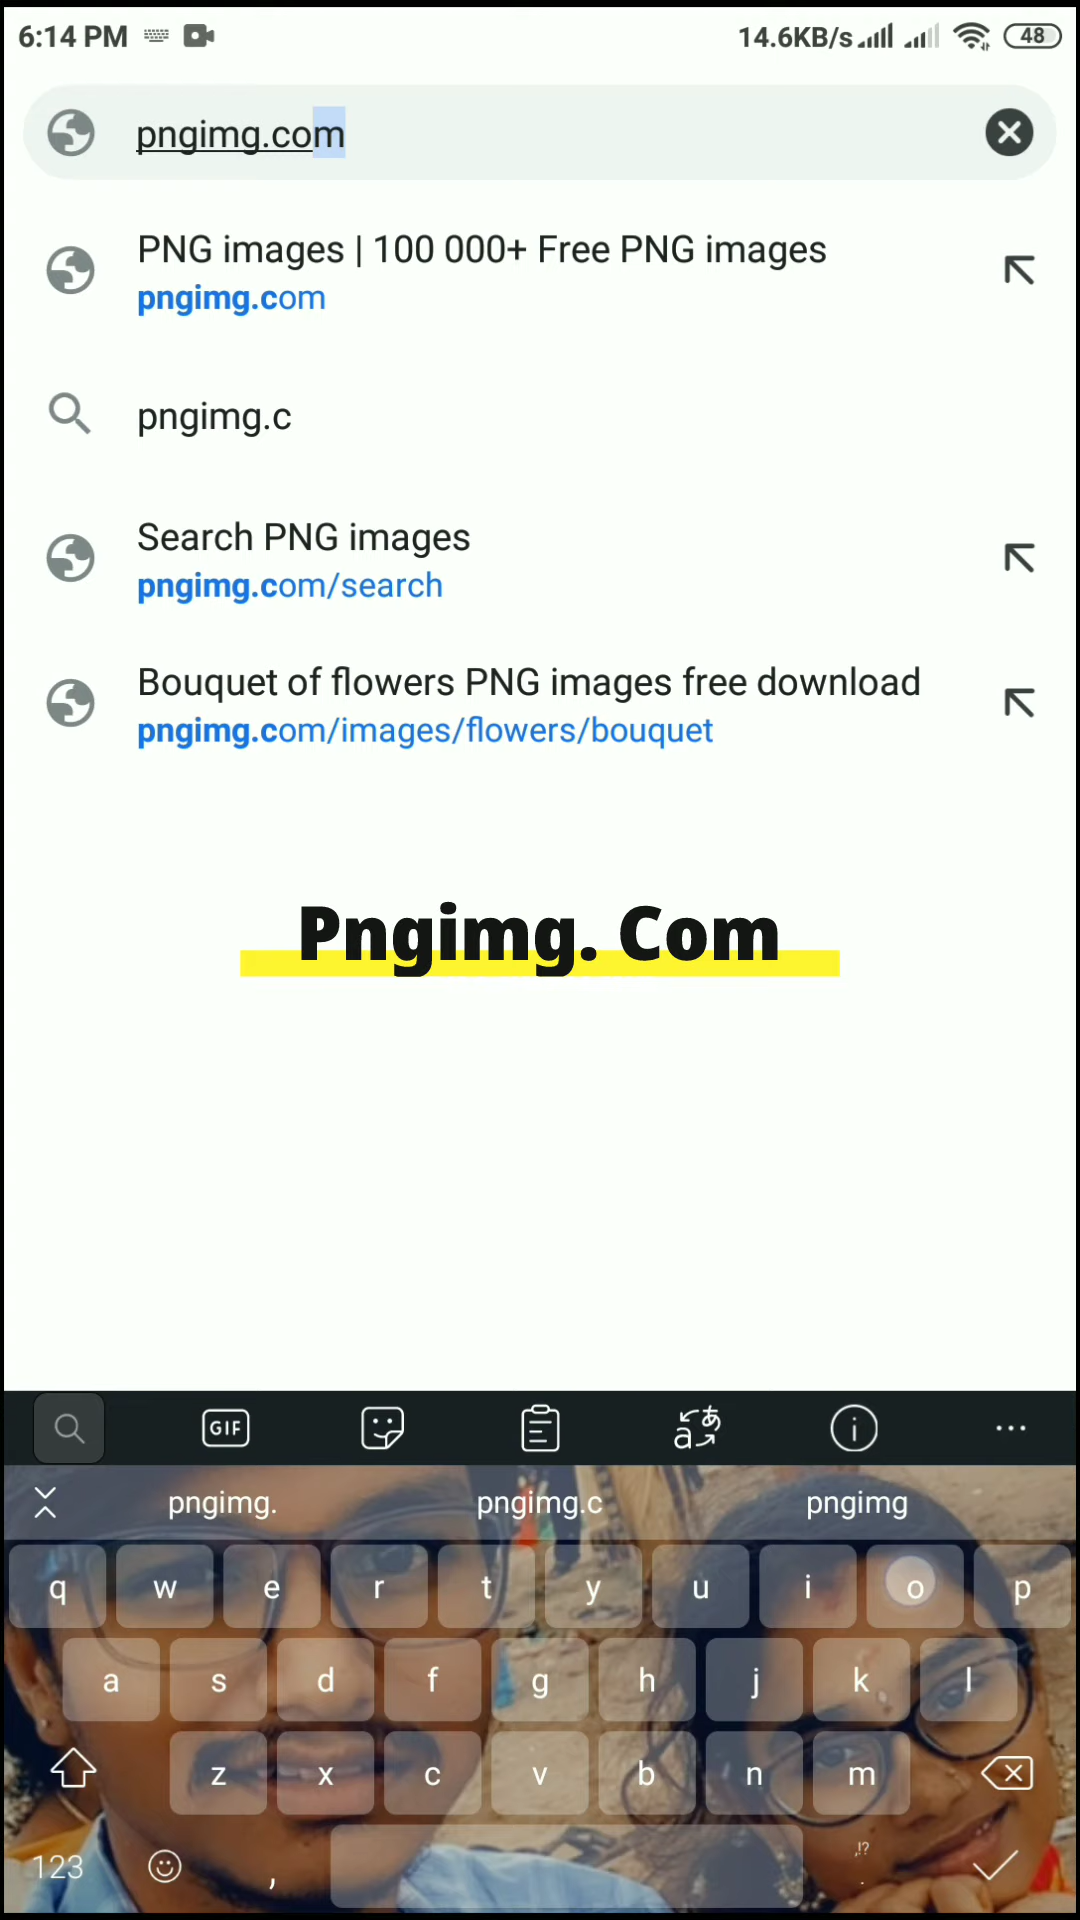 6:14 PM 14.6KB/s 48
pngimg.com
PNG images | 100 000+ Free PNG images
pngimg.com
pngimg.c
Search PNG images
pngimg.com/search
Bouquet of flowers PNG images free download
pngimg.com/images/flowers/bouquet
Pngimg. Com
GIF aあ i ...
pngimg. pngimg.c pngimg
q w e r t y u i o p
a s d f g h j k l
z x c v b n m
123 , ,!? .